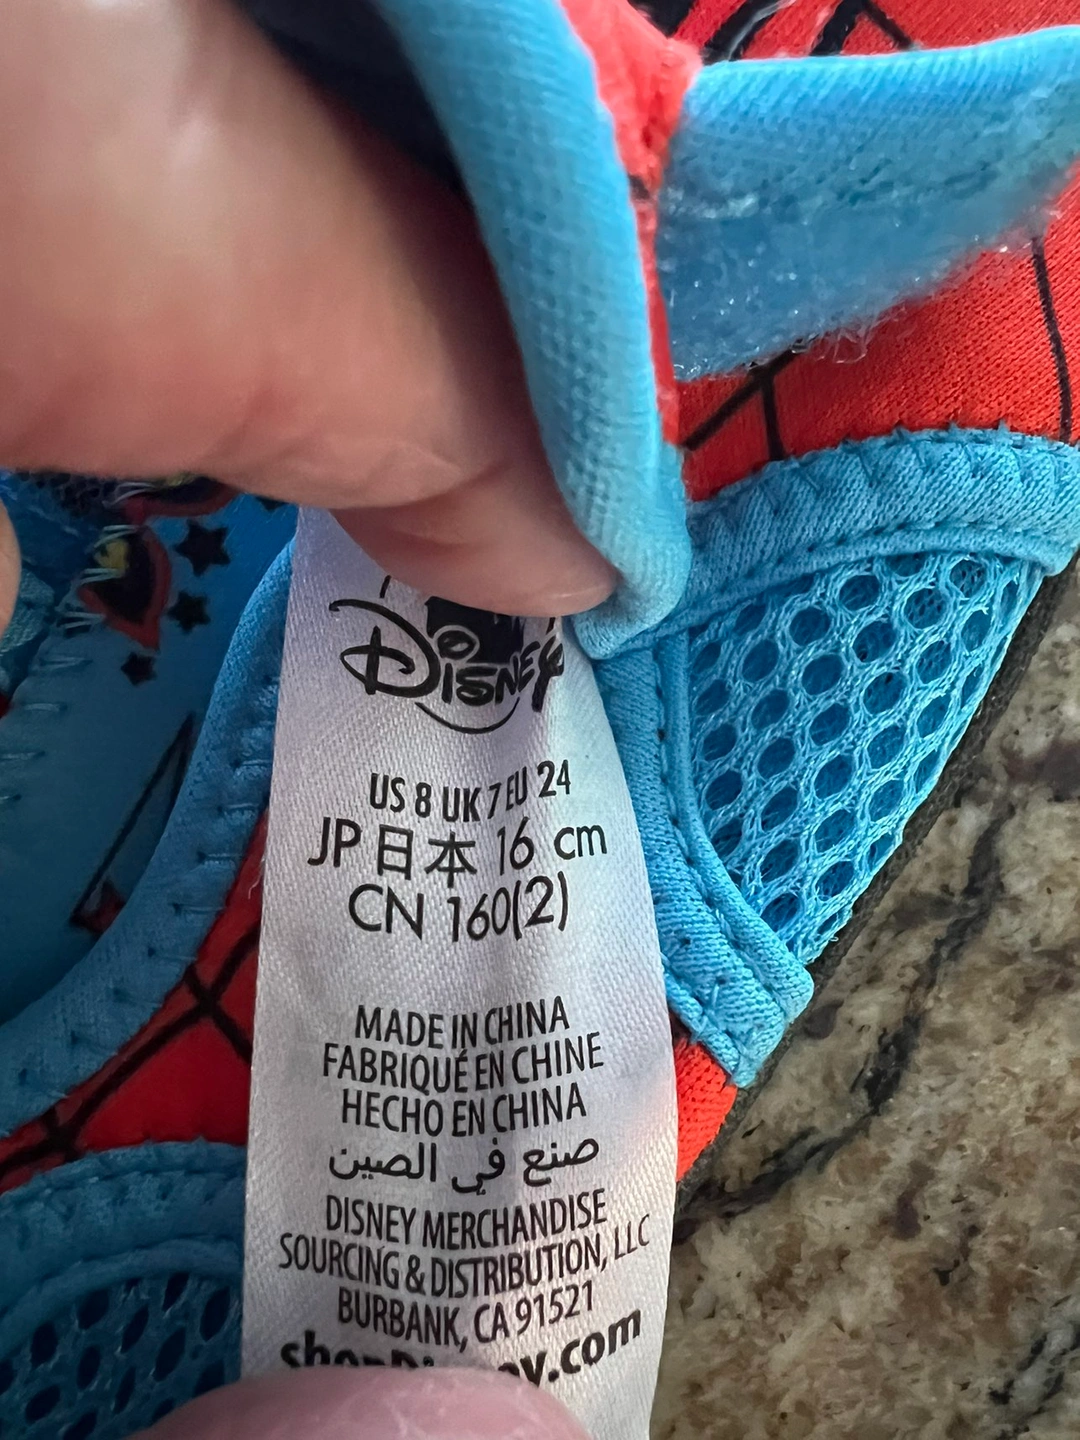 Disney
US 8 UK 7 EU 24
JP 日本 16 cm
CN 160(2)
MADE IN CHINA
FABRIQUÉ EN CHINE
HECHO EN CHINA
صنع في الصين
DISNEY MERCHANDISE
SOURCING & DISTRIBUTION, LLC
BURBANK, CA 91521